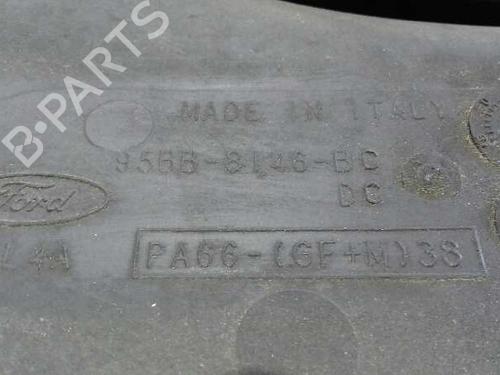 B-PARTS
MADE IN ITALY
95BB-8146-BC
DC
Ford
PA66-(GF+M)38